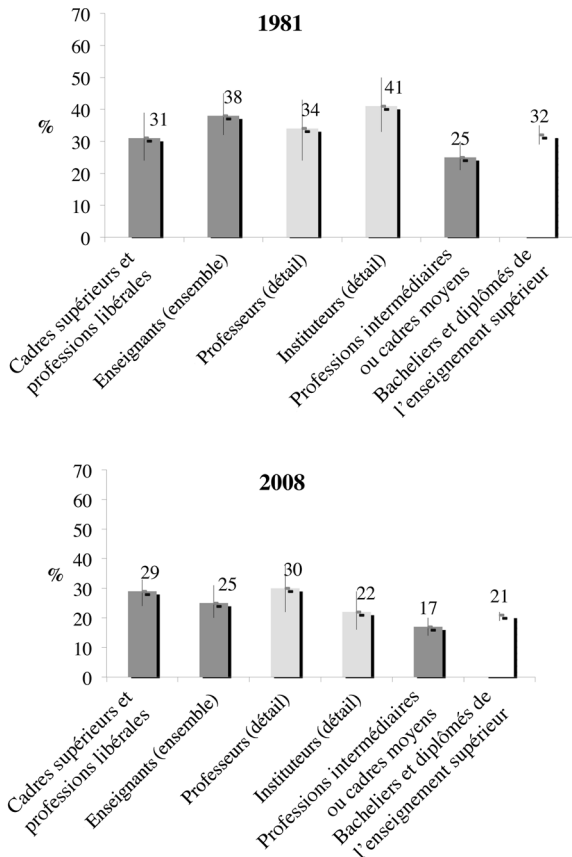 1981
70
60
50
40
30
20
10
0
%
31
38
34
41
25
32
Cadres supérieurs et
professions libérales
Enseignants (ensemble)
Professeurs (détail)
Instituteurs (détail)
Professions intermédiaires
ou cadres moyens
Bacheliers et diplômés de
l’enseignement supérieur
2008
70
60
50
40
30
20
10
0
%
29
25
30
22
17
21
Cadres supérieurs et
professions libérales
Enseignants (ensemble)
Professeurs (détail)
Instituteurs (détail)
Professions intermédiaires
ou cadres moyens
Bacheliers et diplômés de
l’enseignement supérieur